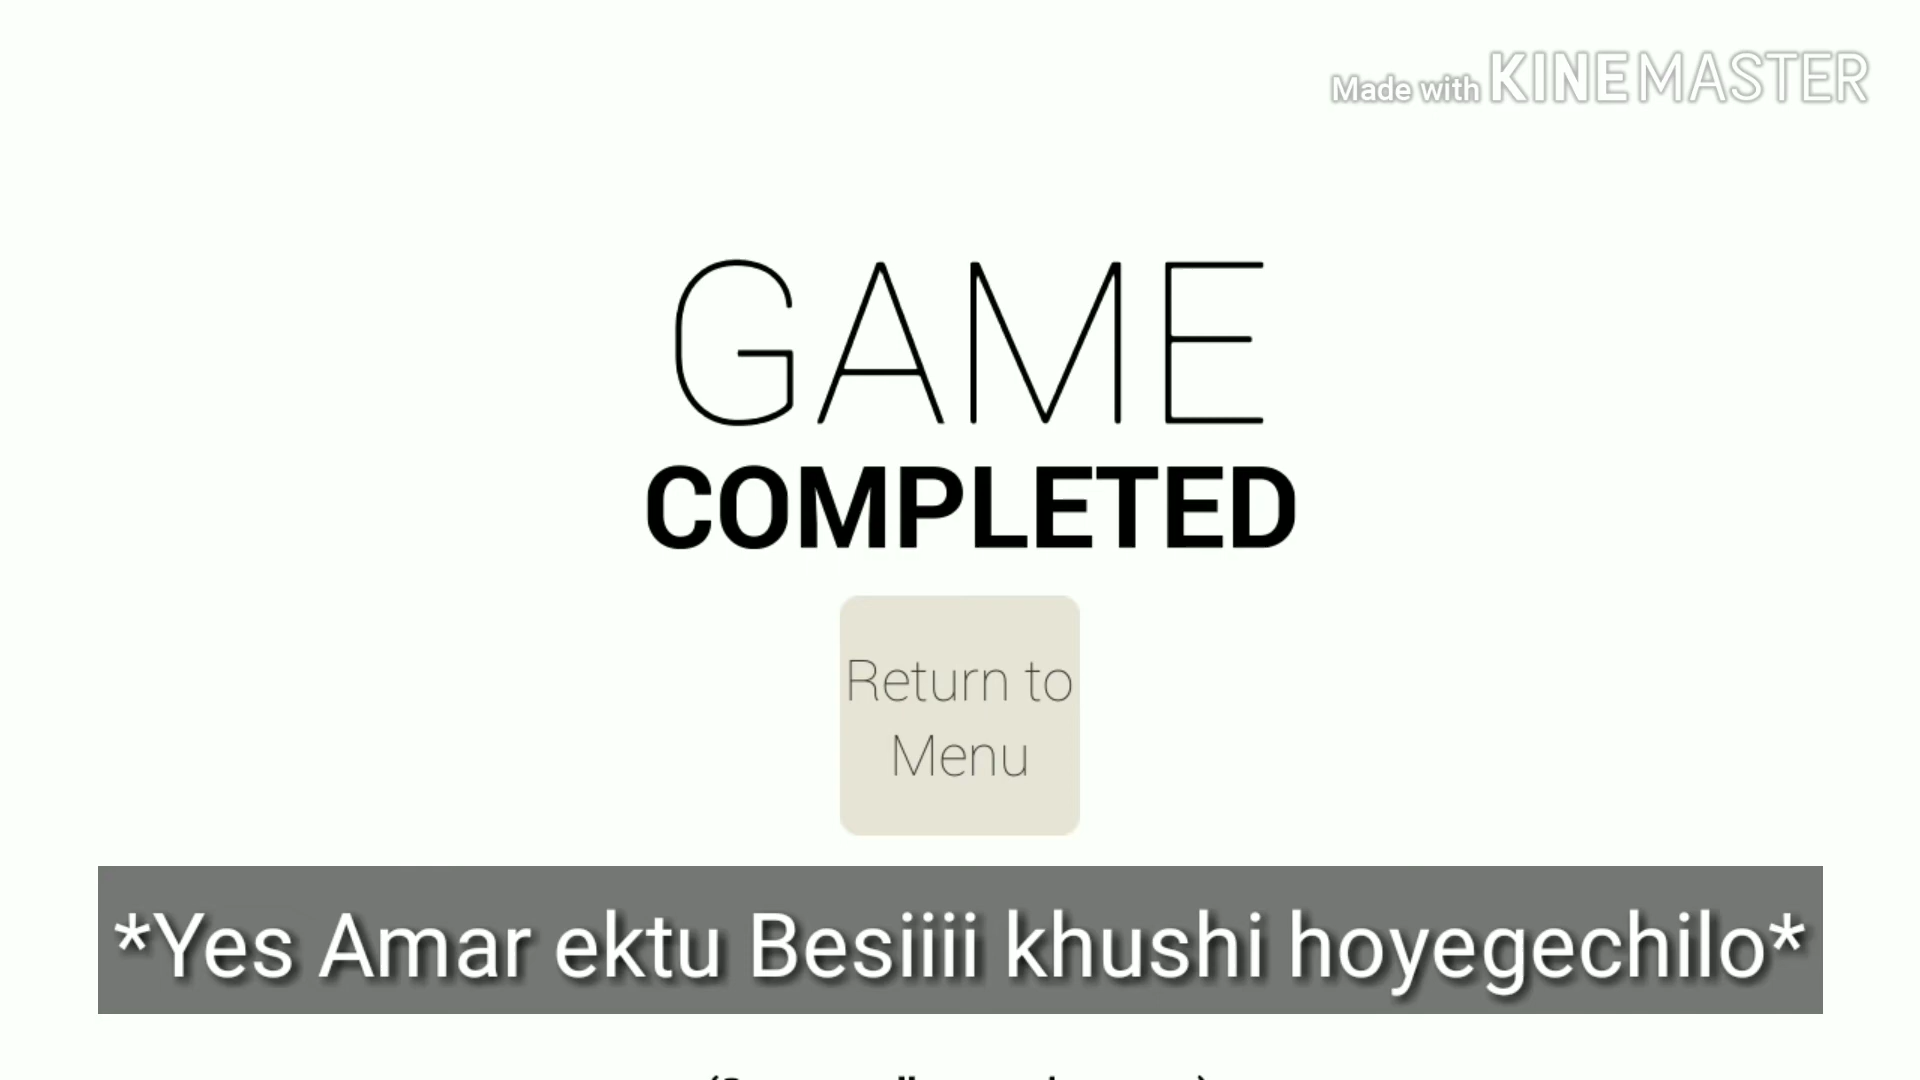 Made with KINEMASTER
GAME
COMPLETED
Return to
Menu
*Yes Amar ektu Besiiii khushi hoyegechilo*